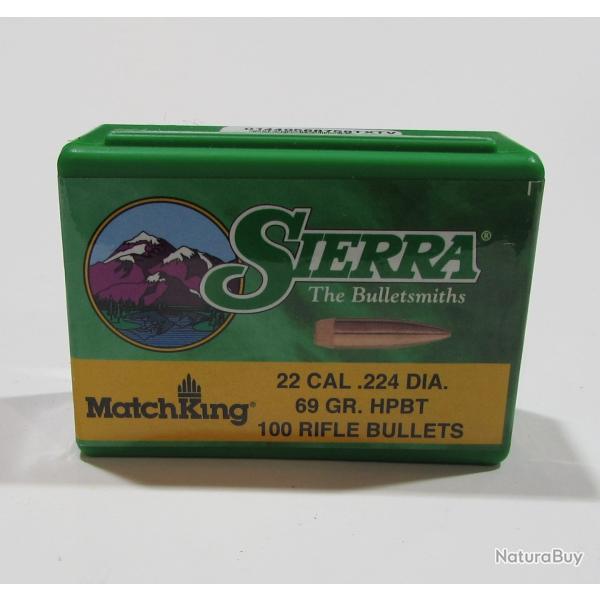 SIERRA®
The Bulletsmiths
MatchKing®
22 CAL .224 DIA.
69 GR. HPBT
100 RIFLE BULLETS
NaturaBuy